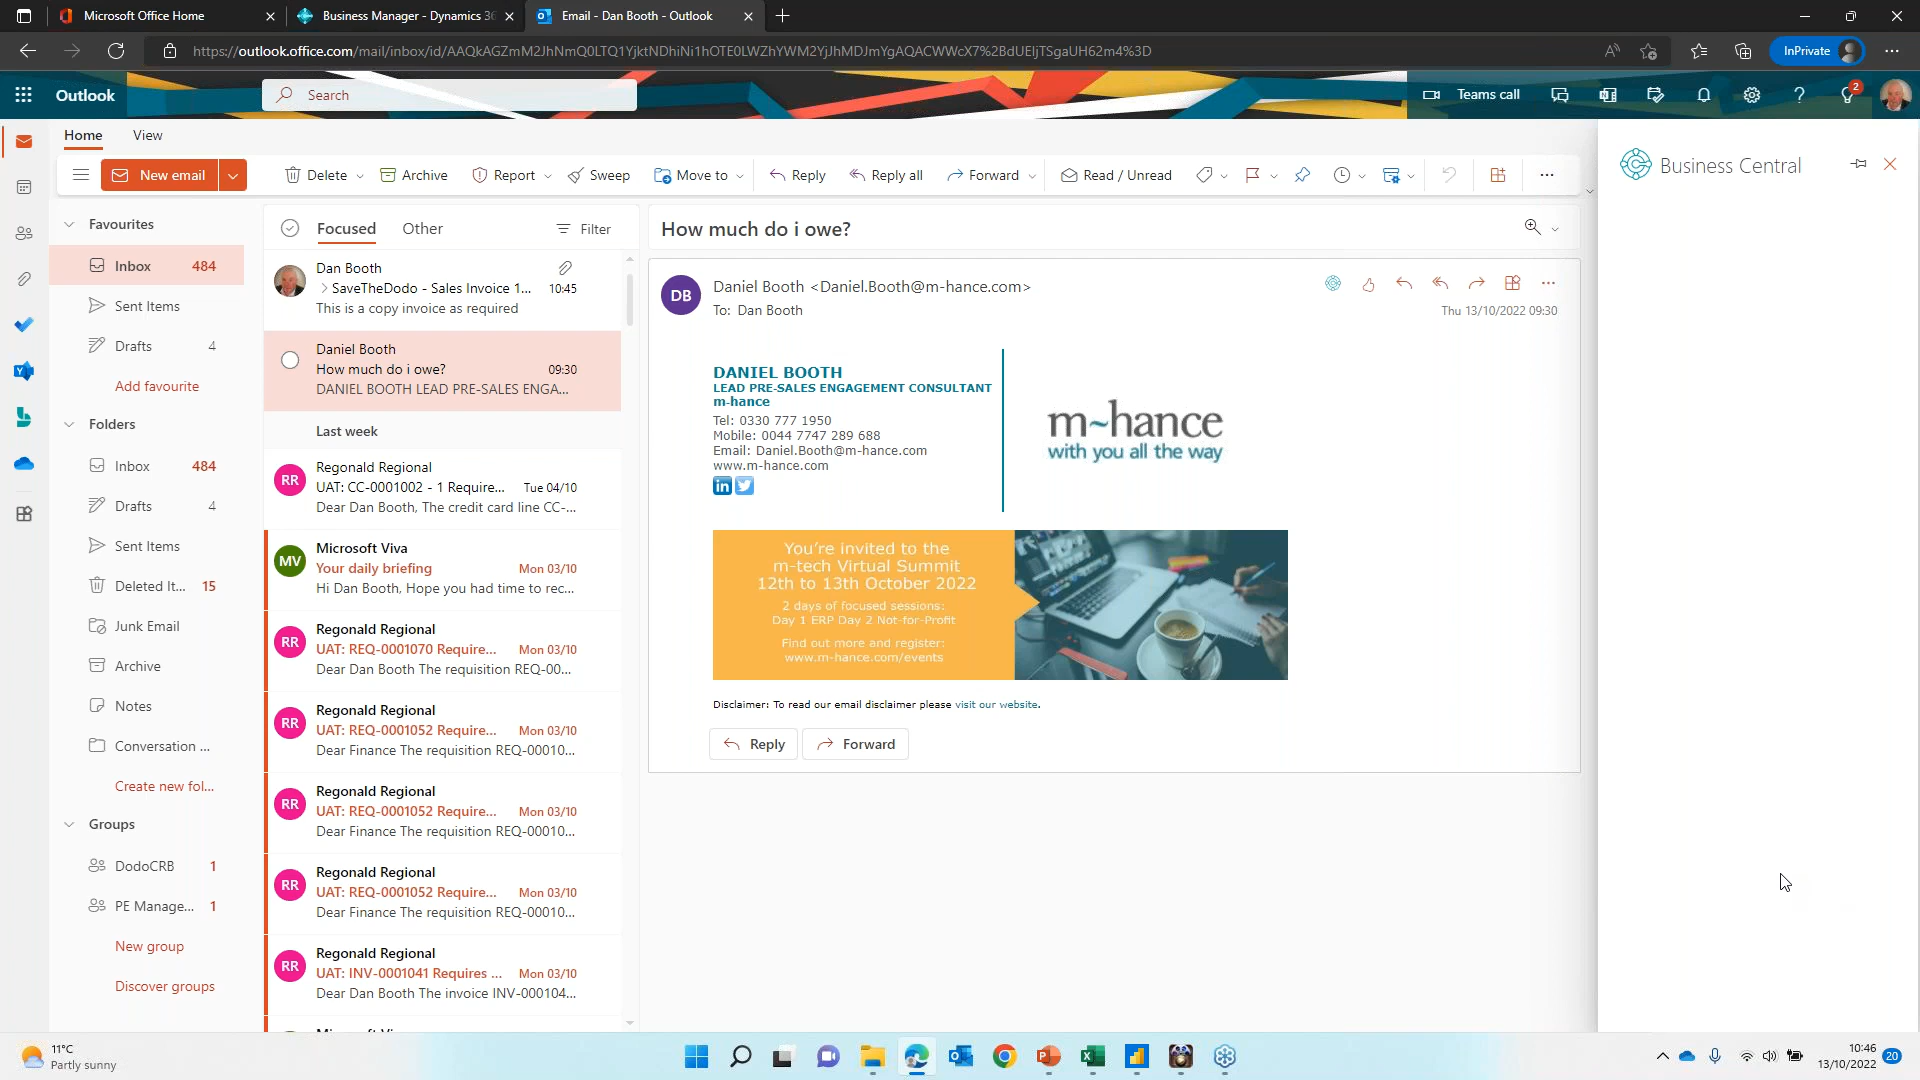 Microsoft Office Home
Business Manager - Dynamics 36
Email - Dan Booth - Outlook
https://outlook.office.com/mail/inbox/id/AAQkAGZmM2JhNmQ0LTQ1YjktNDhiNi1hOTE0LWZhYWM2YjJhMDJmYgAQACWWcX7%2BdUEIjTSgaUH62m4%3D
InPrivate
Outlook
Search
Teams call
2
Home
View
New email
Delete
Archive
Report
Sweep
Move to
Reply
Reply all
Forward
Read / Unread
Business Central
Favourites
Inbox 484
Sent Items
Drafts 4
Add favourite
Folders
Inbox 484
Drafts 4
Sent Items
Deleted It... 15
Junk Email
Archive
Notes
Conversation ...
Create new fol...
Groups
DodoCRB 1
PE Manage... 1
New group
Discover groups
Focused
Other
Filter
Dan Booth
SaveTheDodo - Sales Invoice 1... 10:45
This is a copy invoice as required
Daniel Booth
How much do i owe? 09:30
DANIEL BOOTH LEAD PRE-SALES ENGA...
Last week
RR
Regonald Regional
UAT: CC-0001002 - 1 Require... Tue 04/10
Dear Dan Booth, The credit card line CC-...
MV
Microsoft Viva
Your daily briefing Mon 03/10
Hi Dan Booth, Hope you had time to rec...
RR
Regonald Regional
UAT: REQ-0001070 Require... Mon 03/10
Dear Dan Booth The requisition REQ-00...
RR
Regonald Regional
UAT: REQ-0001052 Require... Mon 03/10
Dear Finance The requisition REQ-00010...
RR
Regonald Regional
UAT: REQ-0001052 Require... Mon 03/10
Dear Finance The requisition REQ-00010...
RR
Regonald Regional
UAT: REQ-0001052 Require... Mon 03/10
Dear Finance The requisition REQ-00010...
RR
Regonald Regional
UAT: INV-0001041 Requires ... Mon 03/10
Dear Dan Booth The invoice INV-000104...
How much do i owe?
DB
Daniel Booth <Daniel.Booth@m-hance.com>
To: Dan Booth
Thu 13/10/2022 09:30
DANIEL BOOTH
LEAD PRE-SALES ENGAGEMENT CONSULTANT
m-hance
Tel: 0330 777 1950
Mobile: 0044 7747 289 688
Email: Daniel.Booth@m-hance.com
www.m-hance.com
in
m~hance
with you all the way
You're invited to the
m-tech Virtual Summit
12th to 13th October 2022
2 days of focused sessions:
Day 1 ERP Day 2 Not-for-Profit
Find out more and register:
www.m-hance.com/events
Disclaimer: To read our email disclaimer please visit our website.
Reply
Forward
11°C
Partly sunny
10:46
13/10/2022
20